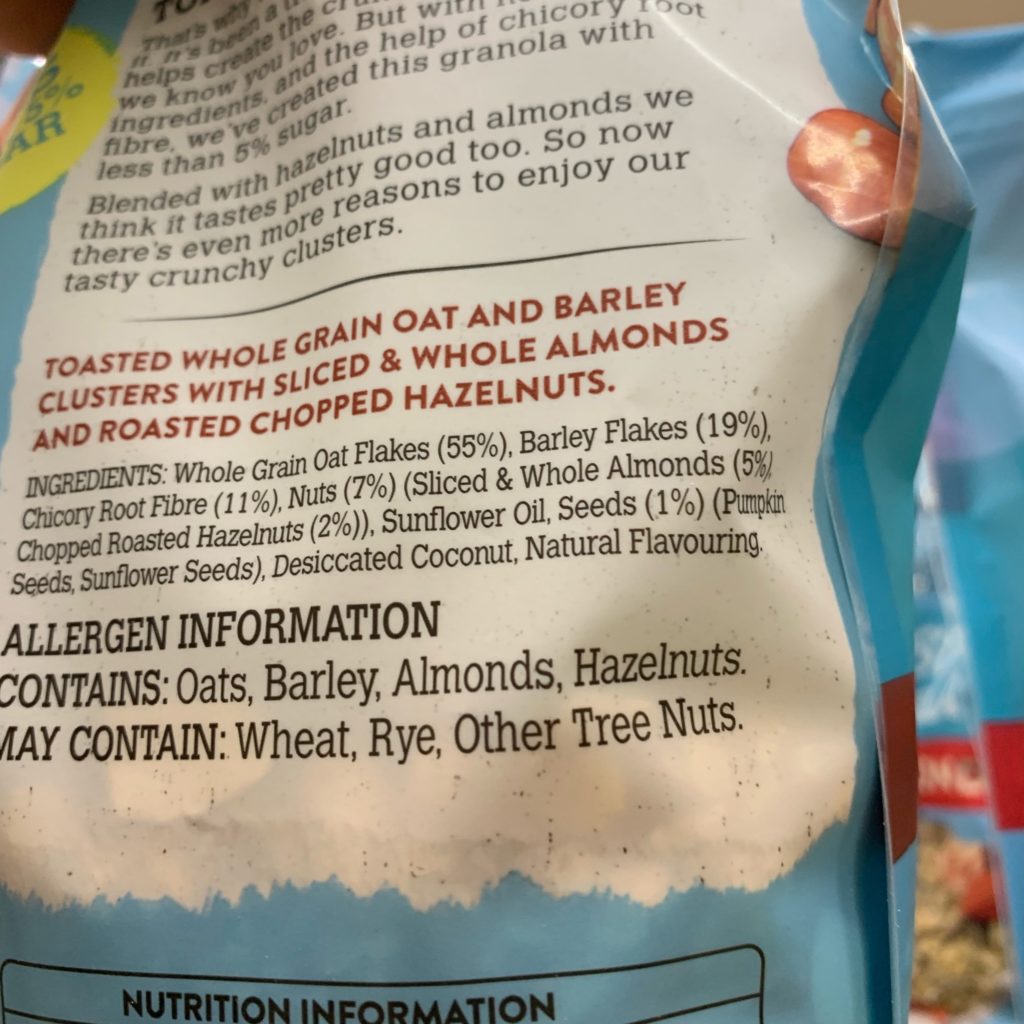 That's why
it. It's been a
helps create the
we know you love. But with
ingredients, and the help of chicory root
fibre, we've created this granola with
less than 5% sugar.
Blended with hazelnuts and almonds we
think it tastes pretty good too. So now
there's even more reasons to enjoy our
tasty crunchy clusters.
TOASTED WHOLE GRAIN OAT AND BARLEY
CLUSTERS WITH SLICED & WHOLE ALMONDS
AND ROASTED CHOPPED HAZELNUTS.
INGREDIENTS: Whole Grain Oat Flakes (55%), Barley Flakes (19%),
Chicory Root Fibre (11%), Nuts (7%) (Sliced & Whole Almonds (5%),
Chopped Roasted Hazelnuts (2%)), Sunflower Oil, Seeds (1%) (Pumpkin
Seeds, Sunflower Seeds), Desiccated Coconut, Natural Flavouring.
ALLERGEN INFORMATION
CONTAINS: Oats, Barley, Almonds, Hazelnuts.
MAY CONTAIN: Wheat, Rye, Other Tree Nuts.
NUTRITION INFORMATION